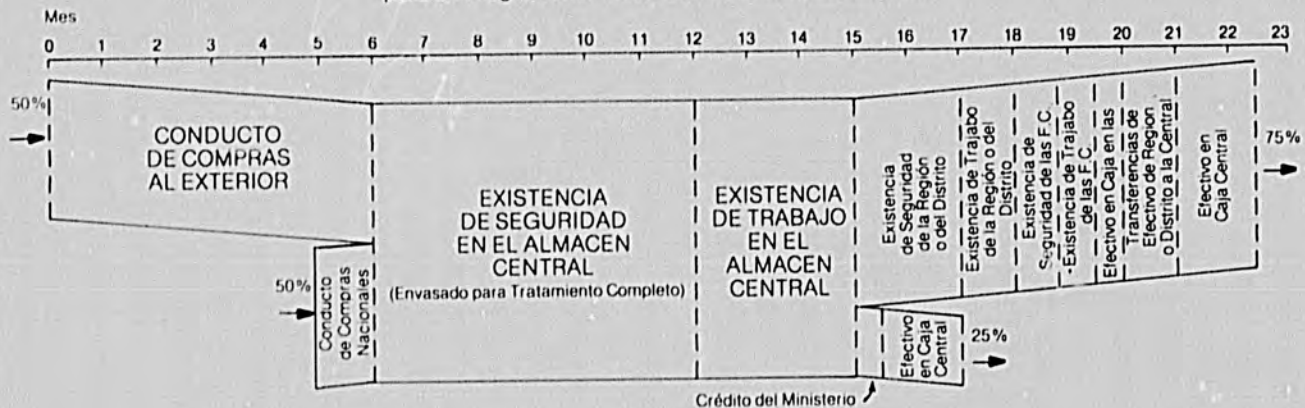 Mes
0 1 2 3 4 5 6 7 8 9 10 11 12 13 14 15 16 17 18 19 20 21 22 23
50%
CONDUCTO
DE COMPRAS
AL EXTERIOR
50%
Conducto
de Compras
Nacionales
EXISTENCIA
DE SEGURIDAD
EN EL ALMACEN
CENTRAL
(Envasado para Tratamiento Completo)
EXISTENCIA
DE TRABAJO
EN EL
ALMACEN
CENTRAL
Existencia
de Seguridad
de la Región
o del Distrito
Existencia de Trajabo
de la Región o del
Distrito
Existencia de
Seguridad de las F.C.
Existencia de Trajabo
de las F.C.
Efectivo en Caja en las
Transferencias de
Efectivo de Region
o Distrito a la Central
Efectivo en
Caja Central
75%
Efectivo
en Caja
Central
25%
Crédito del Ministerio